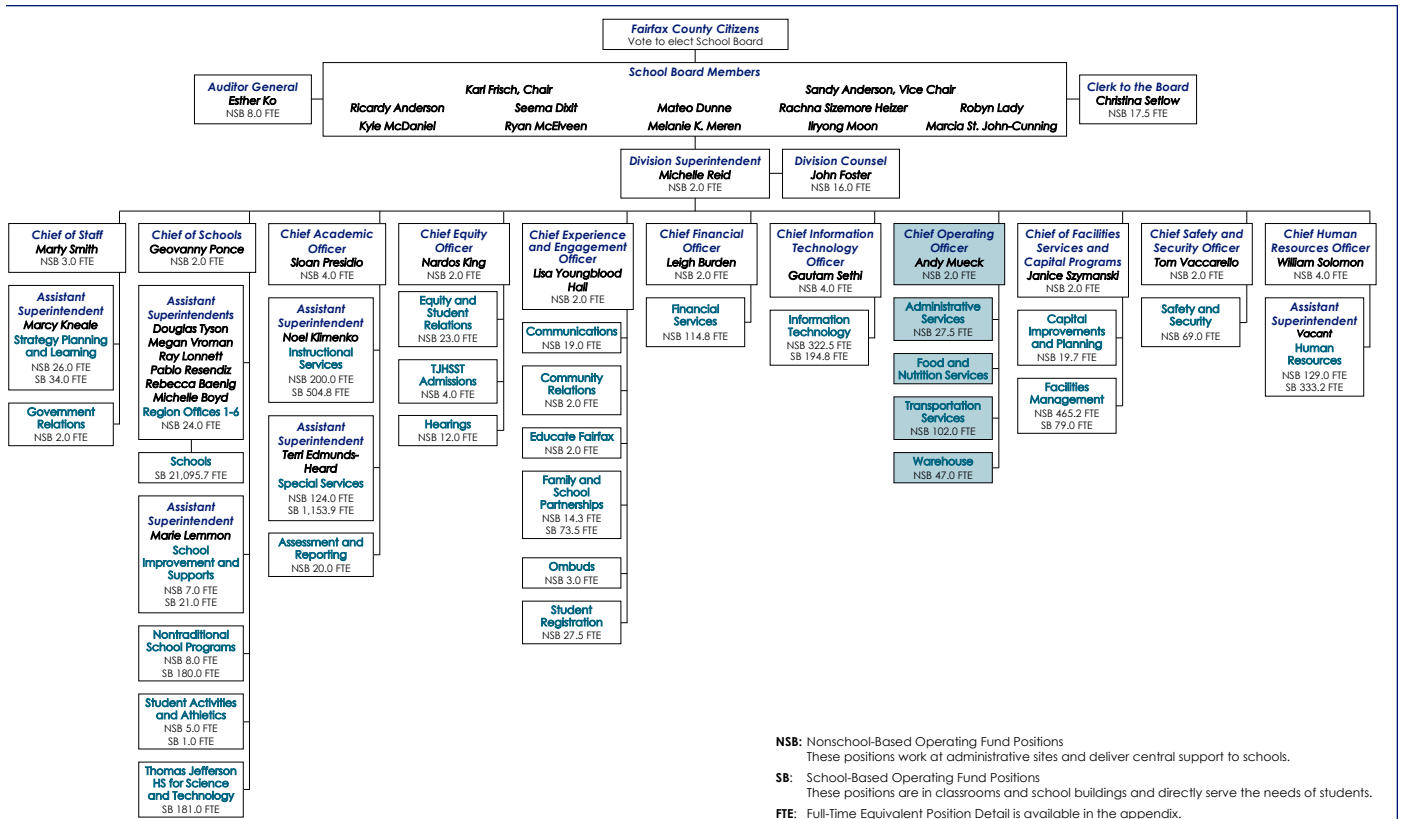 Fairfax County Citizens
Vote to elect School Board
School Board Members
Karl Frisch, Chair
Sandy Anderson, Vice Chair
Ricardy Anderson
Seema Dixit
Mateo Dunne
Rachna Sizemore Heizer
Robyn Lady
Kyle McDaniel
Ryan McElveen
Melanie K. Meren
Ilryong Moon
Marcia St. John-Cunning
Auditor General
Esther Ko
NSB 8.0 FTE
Clerk to the Board
Christina Setlow
NSB 17.5 FTE
Division Superintendent
Michelle Reid
NSB 2.0 FTE
Division Counsel
John Foster
NSB 16.0 FTE
Chief of Staff
Marty Smith
NSB 3.0 FTE
Assistant
Superintendent
Marcy Kneale
Strategy Planning
and Learning
NSB 26.0 FTE
SB 34.0 FTE
Government
Relations
NSB 2.0 FTE
Chief of Schools
Geovanny Ponce
NSB 2.0 FTE
Assistant
Superintendents
Douglas Tyson
Megan Vroman
Ray Lonnett
Pablo Resendiz
Rebecca Baenig
Michelle Boyd
Region Offices 1-6
NSB 24.0 FTE
Schools
SB 21,095.7 FTE
Assistant
Superintendent
Marie Lemmon
School
Improvement and
Supports
NSB 7.0 FTE
SB 21.0 FTE
Nontraditional
School Programs
NSB 8.0 FTE
SB 180.0 FTE
Student Activities
and Athletics
NSB 5.0 FTE
SB 1.0 FTE
Thomas Jefferson
HS for Science
and Technology
SB 181.0 FTE
Chief Academic
Officer
Sloan Presidio
NSB 4.0 FTE
Assistant
Superintendent
Noel Klimenko
Instructional
Services
NSB 200.0 FTE
SB 504.8 FTE
Assistant
Superintendent
Terri Edmunds-
Heard
Special Services
NSB 124.0 FTE
SB 1,153.9 FTE
Assessment and
Reporting
NSB 20.0 FTE
Chief Equity
Officer
Nardos King
NSB 2.0 FTE
Equity and
Student
Relations
NSB 23.0 FTE
TJHSST
Admissions
NSB 4.0 FTE
Hearings
NSB 12.0 FTE
Chief Experience
and Engagement
Officer
Lisa Youngblood
Hall
NSB 2.0 FTE
Communications
NSB 19.0 FTE
Community
Relations
NSB 2.0 FTE
Educate Fairfax
NSB 2.0 FTE
Family and
School
Partnerships
NSB 14.3 FTE
SB 73.5 FTE
Ombuds
NSB 3.0 FTE
Student
Registration
NSB 27.5 FTE
Chief Financial
Officer
Leigh Burden
NSB 2.0 FTE
Financial
Services
NSB 114.8 FTE
Chief Information
Technology
Officer
Gautam Sethi
NSB 4.0 FTE
Information
Technology
NSB 322.5 FTE
SB 194.8 FTE
Chief Operating
Officer
Andy Mueck
NSB 2.0 FTE
Administrative
Services
NSB 27.5 FTE
Food and
Nutrition Services
Transportation
Services
NSB 102.0 FTE
Warehouse
NSB 47.0 FTE
Chief of Facilities
Services and
Capital Programs
Janice Szymanski
NSB 2.0 FTE
Capital
Improvements
and Planning
NSB 19.7 FTE
Facilities
Management
NSB 465.2 FTE
SB 79.0 FTE
Chief Safety and
Security Officer
Tom Vaccarello
NSB 2.0 FTE
Safety and
Security
NSB 69.0 FTE
Chief Human
Resources Officer
William Solomon
NSB 4.0 FTE
Assistant
Superintendent
Vacant
Human
Resources
NSB 129.0 FTE
SB 333.2 FTE
NSB: Nonschool-Based Operating Fund Positions
These positions work at administrative sites and deliver central support to schools.
SB: School-Based Operating Fund Positions
These positions are in classrooms and school buildings and directly serve the needs of students.
FTE: Full-Time Equivalent Position Detail is available in the appendix.